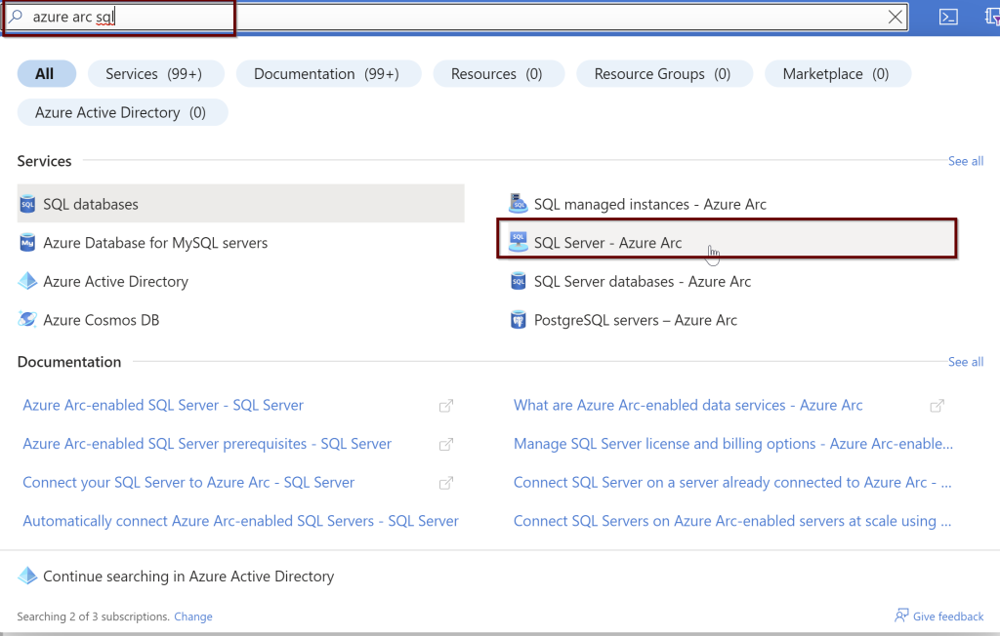 azure arc sql
All
Services (99+)
Documentation (99+)
Resources (0)
Resource Groups (0)
Marketplace (0)
Azure Active Directory (0)
Services
See all
SQL databases
SQL managed instances - Azure Arc
Azure Database for MySQL servers
SQL Server - Azure Arc
Azure Active Directory
SQL Server databases - Azure Arc
Azure Cosmos DB
PostgreSQL servers – Azure Arc
Documentation
See all
Azure Arc-enabled SQL Server - SQL Server
What are Azure Arc-enabled data services - Azure Arc
Azure Arc-enabled SQL Server prerequisites - SQL Server
Manage SQL Server license and billing options - Azure Arc-enable...
Connect your SQL Server to Azure Arc - SQL Server
Connect SQL Server on a server already connected to Azure Arc - ...
Automatically connect Azure Arc-enabled SQL Servers - SQL Server
Connect SQL Servers on Azure Arc-enabled servers at scale using ...
Continue searching in Azure Active Directory
Searching 2 of 3 subscriptions. Change
Give feedback